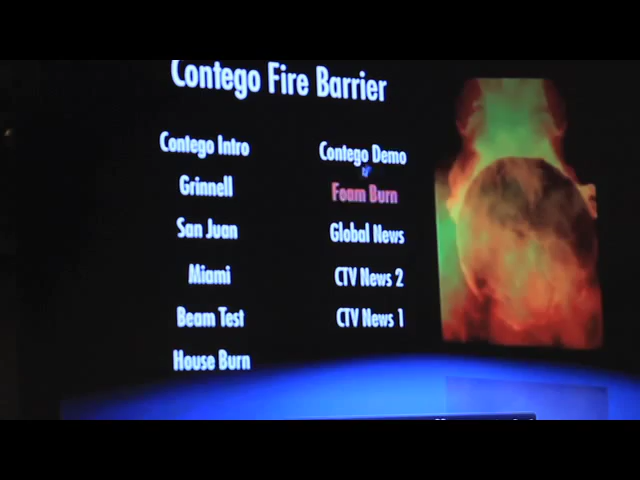 Contego Fire Barrier
Contego Intro
Grinnell
San Juan
Miami
Beam Test
House Burn
Contego Demo
Foam Burn
Global News
CTV News 2
CTV News 1